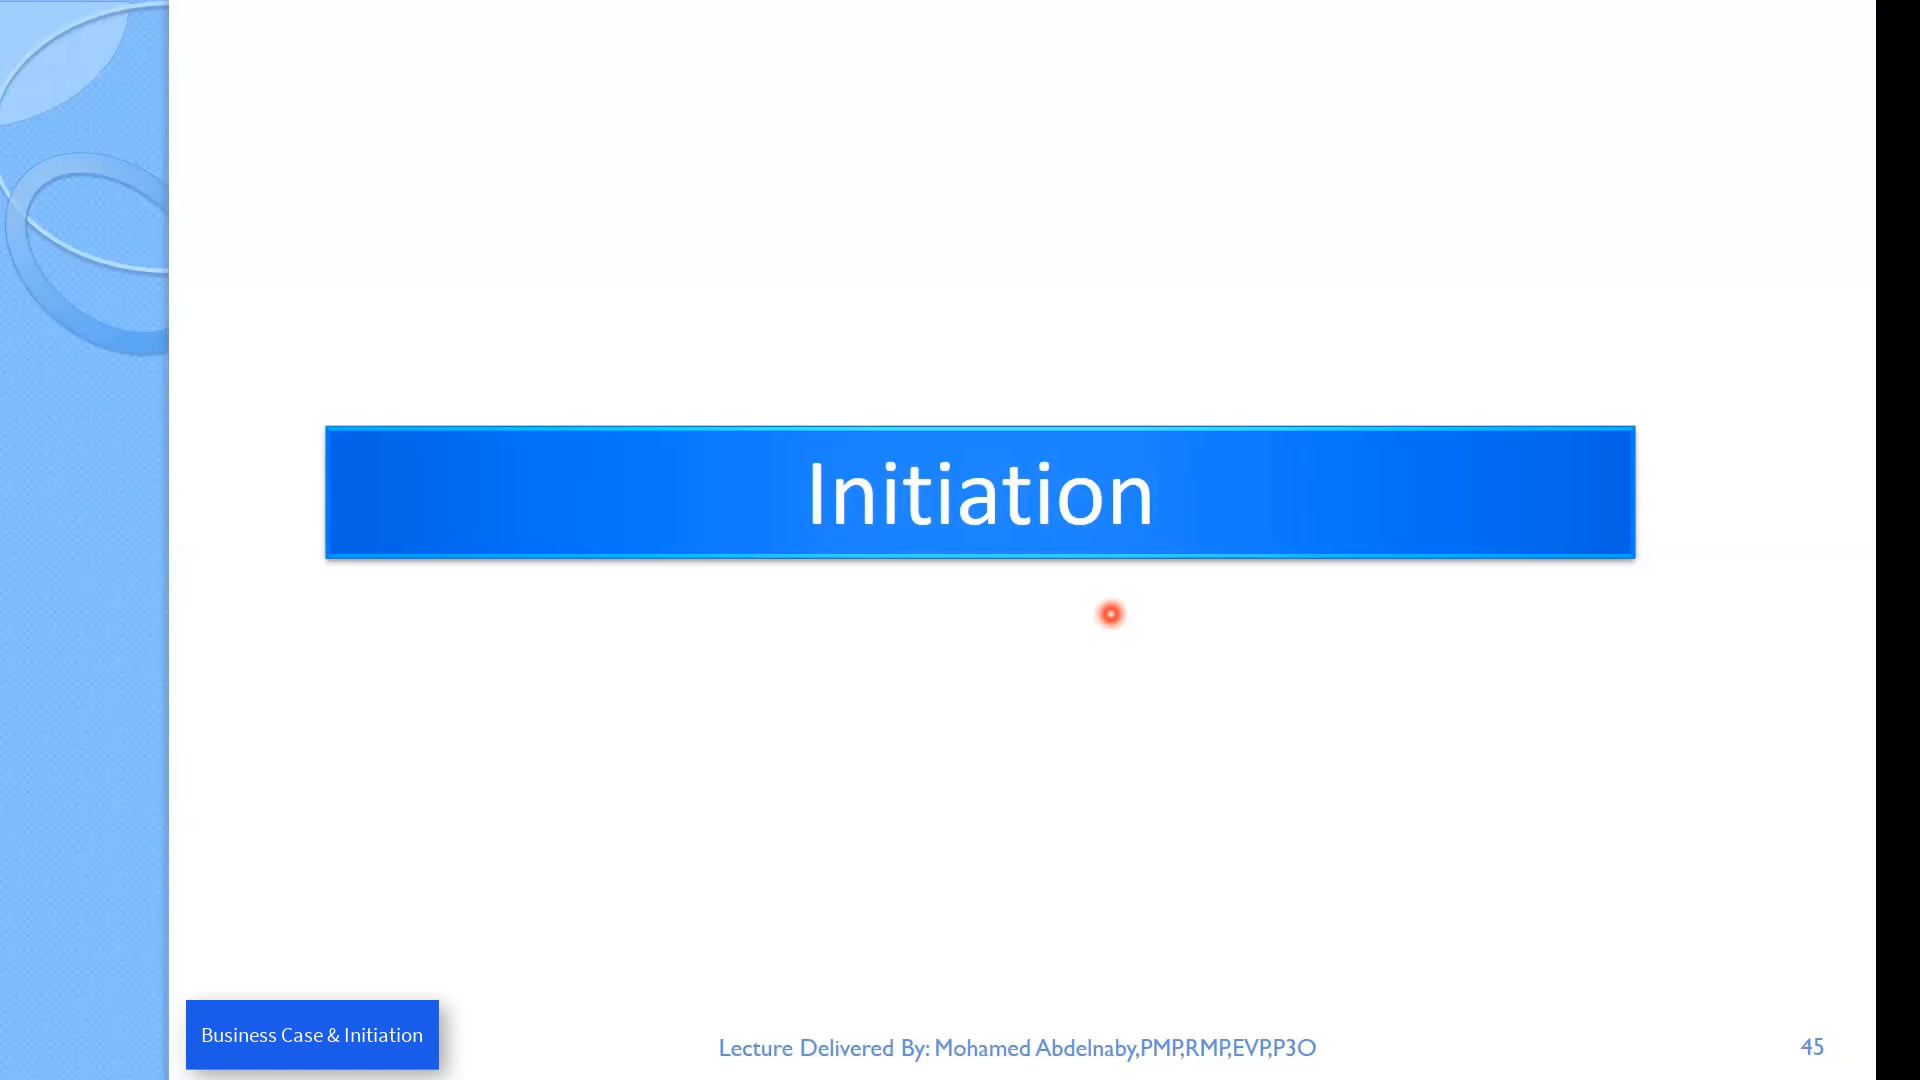 Initiation
Business Case & Initiation
Lecture Delivered By: Mohamed Abdelnaby,PMP,RMP,EVP,P3O
45